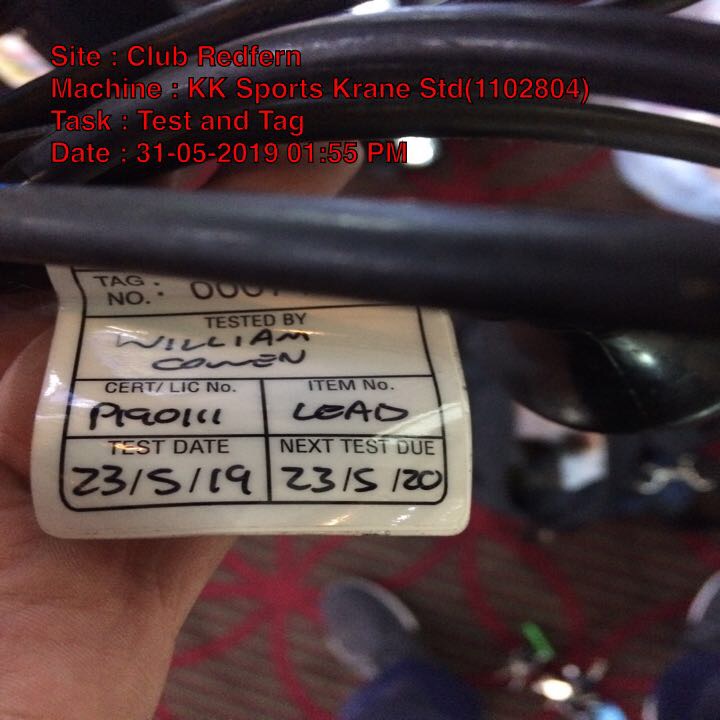 Site : Club Redfern
Machine : KK Sports Krane Std(1102804)
Task : Test and Tag
Date : 31-05-2019 01:55 PM
TAG NO. :
TESTED BY
WILLIAM
COWEN
CERT/ LIC No. ITEM No.
P190111 LEAD
TEST DATE NEXT TEST DUE
23/5/19 23/5/20